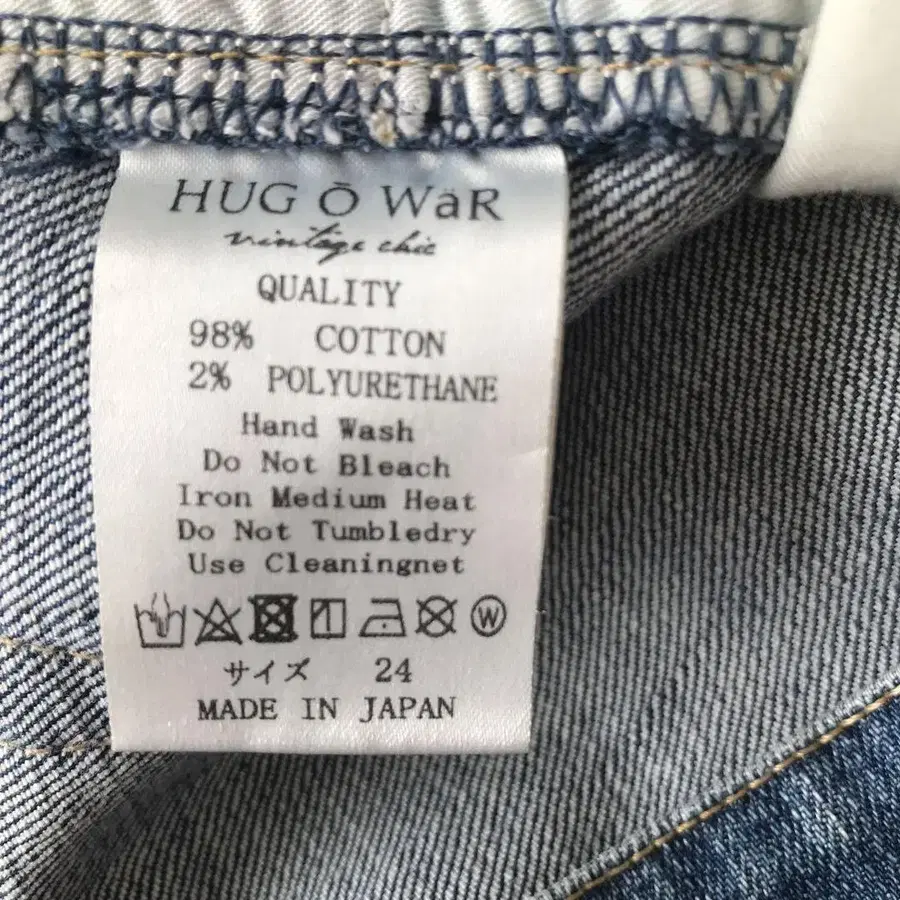 HUG Ō WäR
vintage chic
QUALITY
98% COTTON
2% POLYURETHANE
Hand Wash
Do Not Bleach
Iron Medium Heat
Do Not Tumbledry
Use Cleaningnet
W
サイズ 24
MADE IN JAPAN